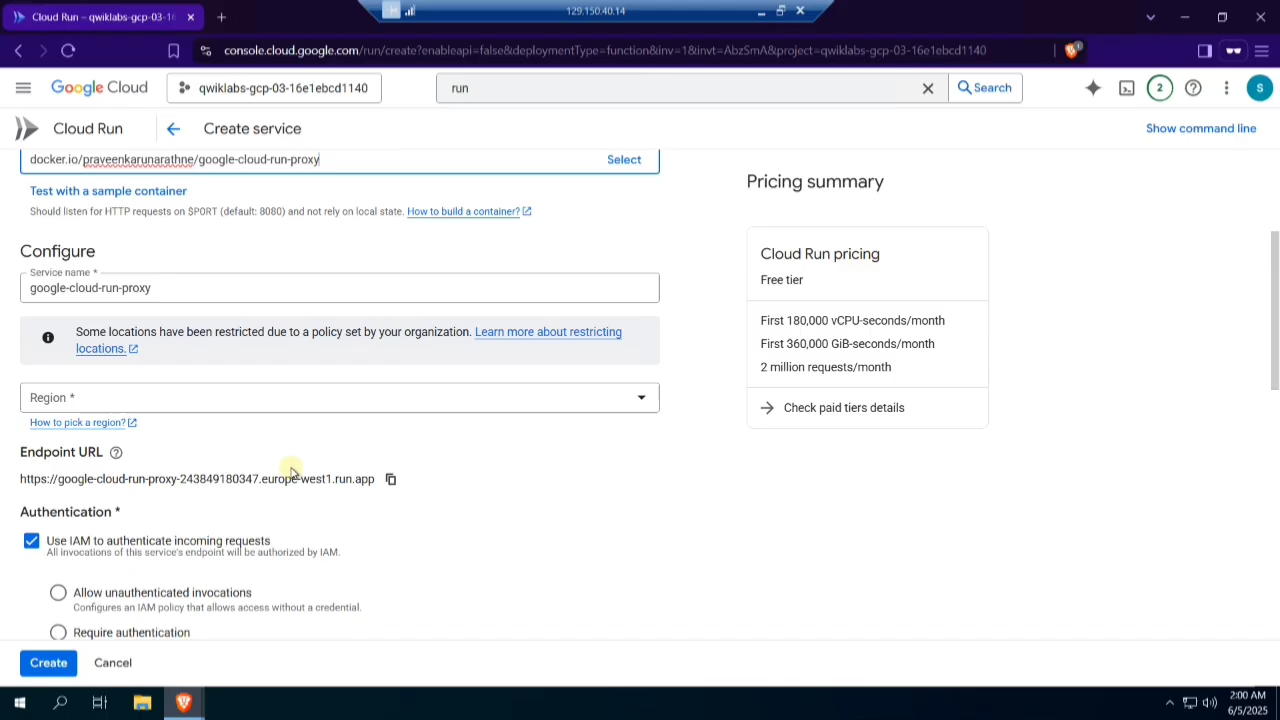 Cloud Run – qwiklabs-gcp-03-16
129.150.40.14
console.cloud.google.com/run/create?enableapi=false&deploymentType=function&inv=1&invt=AbzSmA&project=qwiklabs-gcp-03-16e1ebcd1140
1
Google Cloud
qwiklabs-gcp-03-16e1ebcd1140
run
Search
2
S
Cloud Run
Create service
Show command line
docker.io/praveenkarunarathne/google-cloud-run-proxy
Select
Test with a sample container
Should listen for HTTP requests on $PORT (default: 8080) and not rely on local state. How to build a container?
Configure
Service name *
google-cloud-run-proxy
Some locations have been restricted due to a policy set by your organization. Learn more about restricting
locations.
Region *
How to pick a region?
Endpoint URL
https://google-cloud-run-proxy-243849180347.europe-west1.run.app
Authentication *
Use IAM to authenticate incoming requests
All invocations of this service's endpoint will be authorized by IAM.
Allow unauthenticated invocations
Configures an IAM policy that allows access without a credential.
Require authentication
Pricing summary
Cloud Run pricing
Free tier
First 180,000 vCPU-seconds/month
First 360,000 GiB-seconds/month
2 million requests/month
Check paid tiers details
Create
Cancel
2:00 AM
6/5/2025